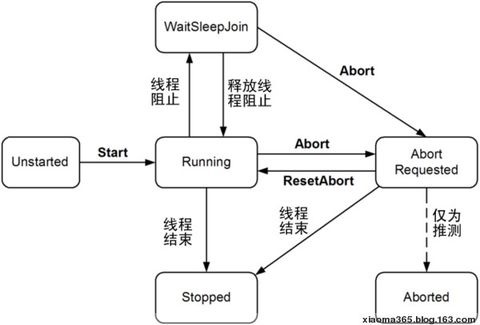 WaitSleepJoin
Abort
线程
阻止
释放线
程阻止
Unstarted
Start
Running
Abort
ResetAbort
Abort
Requested
线程
结束
线程
结束
仅为
推测
Stopped
Aborted
xiaoma365.blog.163.com